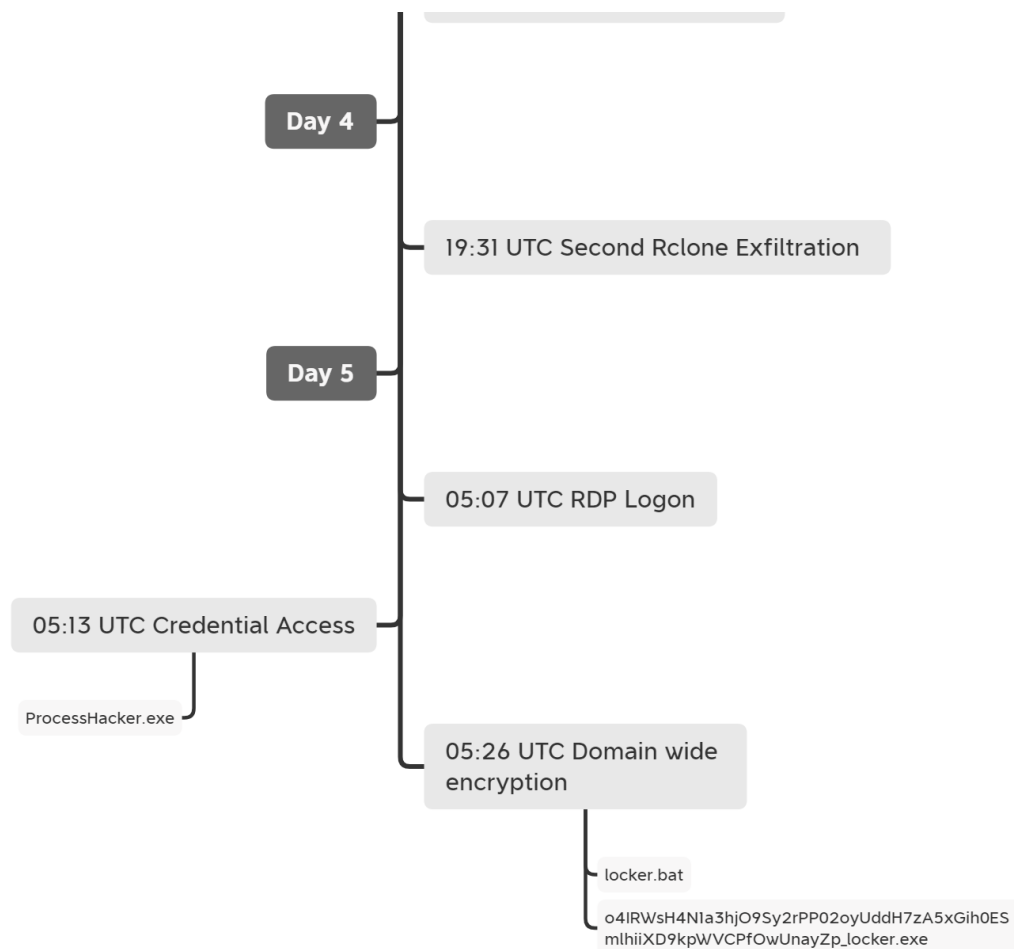 Day 4
19:31 UTC Second Rclone Exfiltration
Day 5
05:07 UTC RDP Logon
05:13 UTC Credential Access
ProcessHacker.exe
05:26 UTC Domain wide
encryption
locker.bat
o4IRWsH4N1a3hjO9Sy2rPP02oyUddH7zA5xGih0ES
mlhiiXD9kpWVCPfOwUnayZp_locker.exe